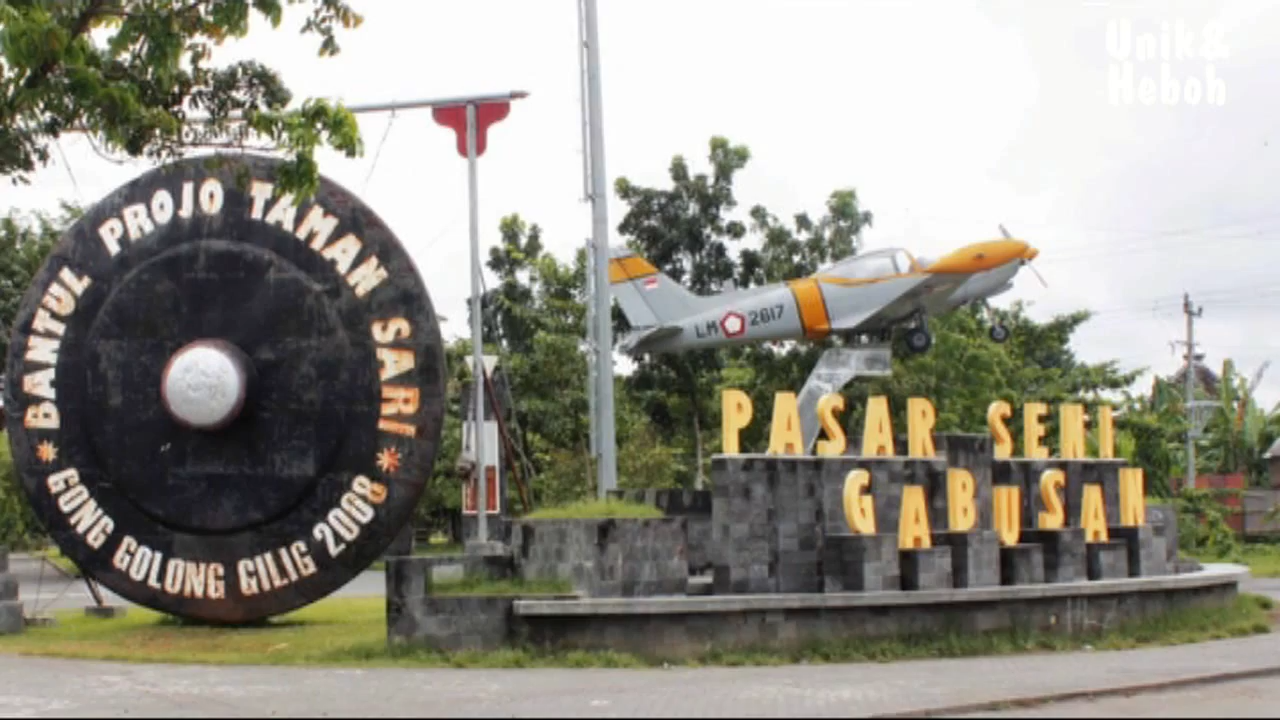 Unik&
Heboh
BANTUL PROJO TAMAN SARI
GONG GOLONG GILIG 2008
LM 2617
PASAR SENI
GABUSAN